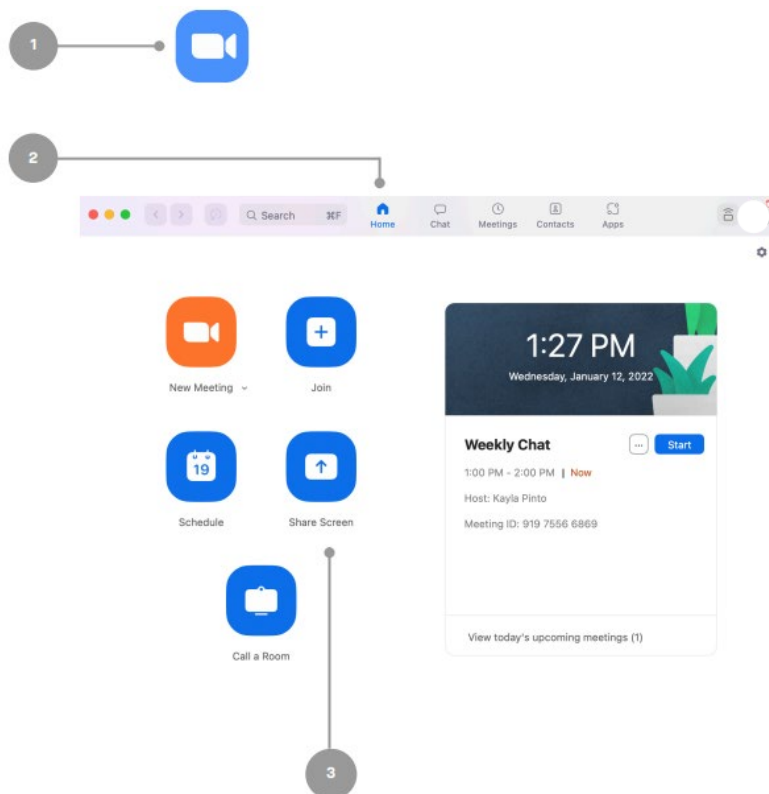 1
2
Search ⌘F
Home
Chat
Meetings
Contacts
Apps
New Meeting
Join
19
Schedule
Share Screen
Call a Room
1:27 PM
Wednesday, January 12, 2022
Weekly Chat
... Start
1:00 PM - 2:00 PM | Now
Host: Kayla Pinto
Meeting ID: 919 7556 6869
View today's upcoming meetings (1)
3